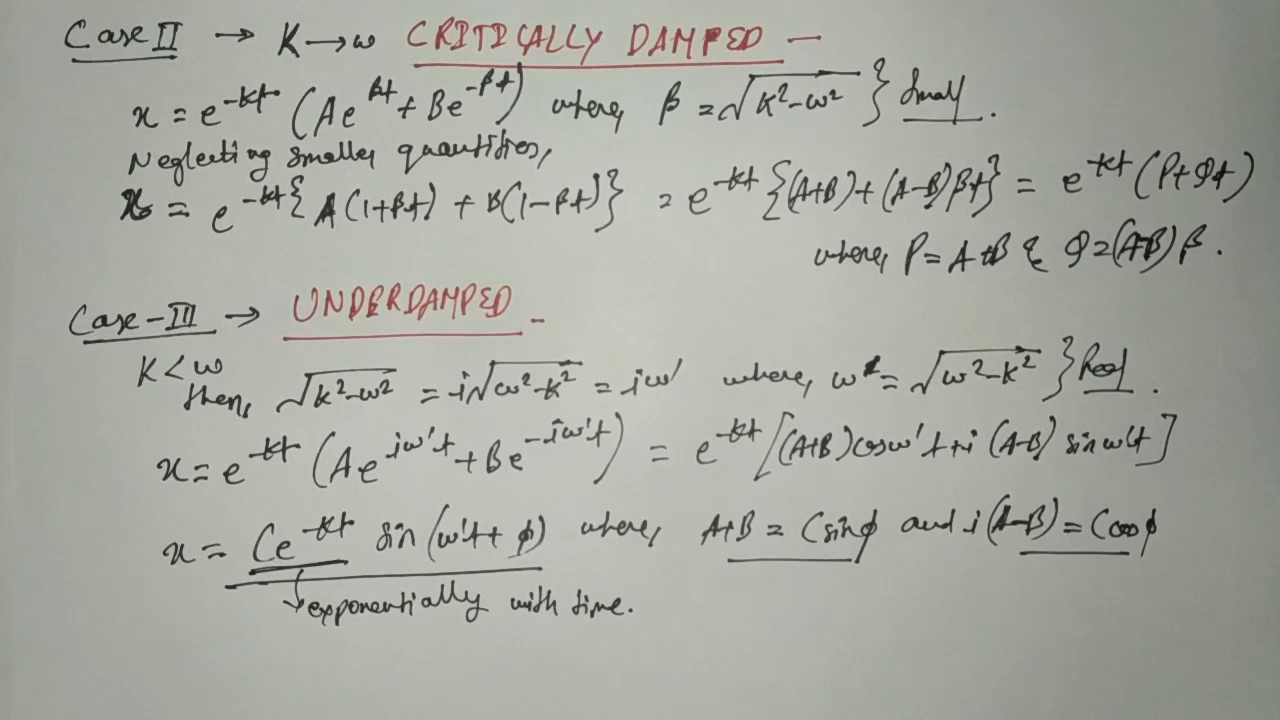 Case II → K→ω CRITICALLY DAMPED —
x = e^-kt (Ae^βt + Be^-βt) where, β = √k²-ω² } Small.
Neglecting smaller quantities,
x = e^-kt { A(1+βt) + B(1-βt) } = e^-kt {(A+B)+(A-B)βt} = e^-kt (P+Qt)
where, P = A+B & Q=(A-B)β.
Case-III → UNDERDAMPED -
K<ω
then, √k²-ω² = i√ω²-k² = iω' where, ω' = √ω²-k² } Real.
x = e^-kt (Ae^iω't + Be^-iω't) = e^-kt [(A+B)cosω't+i (A-B) sinω't]
x = Ce^-kt sin (ω't+ φ) where, A+B = Csinφ and i(A-B) = Ccosφ
↳ exponentially with time.